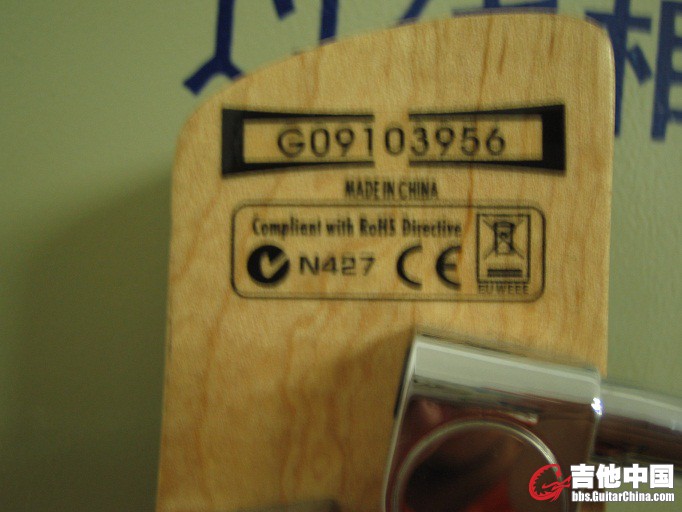 G09103956
MADE IN CHINA
Compliant with RoHS Directive
N427 CE
EU WEEE
吉他中国
bbs.GuitarChina.com